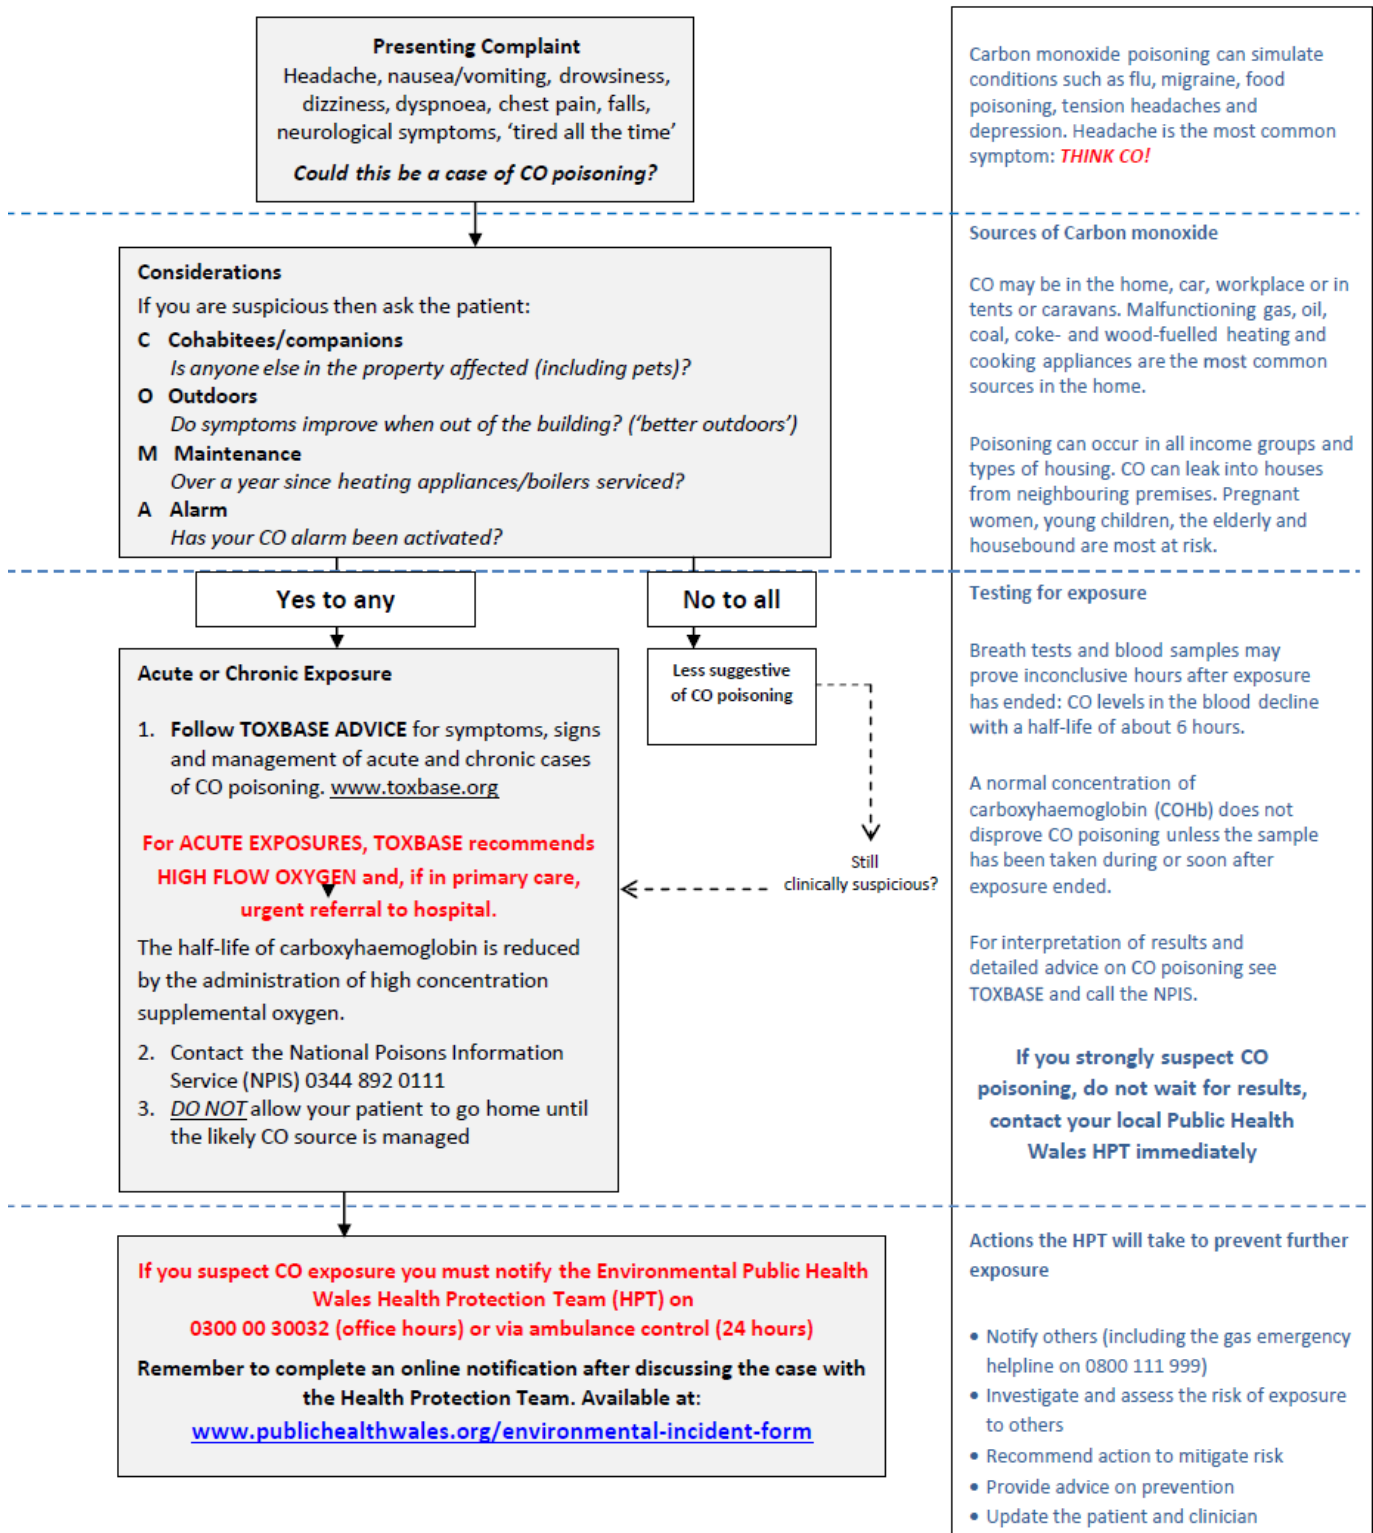 Presenting Complaint
Headache, nausea/vomiting, drowsiness,
dizziness, dyspnoea, chest pain, falls,
neurological symptoms, ‘tired all the time’
Could this be a case of CO poisoning?
Carbon monoxide poisoning can simulate
conditions such as flu, migraine, food
poisoning, tension headaches and
depression. Headache is the most common
symptom: THINK CO!
Considerations
If you are suspicious then ask the patient:
C Cohabitees/companions
Is anyone else in the property affected (including pets)?
O Outdoors
Do symptoms improve when out of the building? (‘better outdoors’)
M Maintenance
Over a year since heating appliances/boilers serviced?
A Alarm
Has your CO alarm been activated?
Sources of Carbon monoxide
CO may be in the home, car, workplace or in
tents or caravans. Malfunctioning gas, oil,
coal, coke- and wood-fuelled heating and
cooking appliances are the most common
sources in the home.
Poisoning can occur in all income groups and
types of housing. CO can leak into houses
from neighbouring premises. Pregnant
women, young children, the elderly and
housebound are most at risk.
Yes to any
No to all
Acute or Chronic Exposure
1. Follow TOXBASE ADVICE for symptoms, signs
and management of acute and chronic cases
of CO poisoning. www.toxbase.org
For ACUTE EXPOSURES, TOXBASE recommends
HIGH FLOW OXYGEN and, if in primary care,
urgent referral to hospital.
The half-life of carboxyhaemoglobin is reduced
by the administration of high concentration
supplemental oxygen.
2. Contact the National Poisons Information
Service (NPIS) 0344 892 0111
3. DO NOT allow your patient to go home until
the likely CO source is managed
Less suggestive
of CO poisoning
Still
clinically suspicious?
Testing for exposure
Breath tests and blood samples may
prove inconclusive hours after exposure
has ended: CO levels in the blood decline
with a half-life of about 6 hours.
A normal concentration of
carboxyhaemoglobin (COHb) does not
disprove CO poisoning unless the sample
has been taken during or soon after
exposure ended.
For interpretation of results and
detailed advice on CO poisoning see
TOXBASE and call the NPIS.
If you strongly suspect CO
poisoning, do not wait for results,
contact your local Public Health
Wales HPT immediately
If you suspect CO exposure you must notify the Environmental Public Health
Wales Health Protection Team (HPT) on
0300 00 30032 (office hours) or via ambulance control (24 hours)
Remember to complete an online notification after discussing the case with
the Health Protection Team. Available at:
www.publichealthwales.org/environmental-incident-form
Actions the HPT will take to prevent further
exposure
• Notify others (including the gas emergency
helpline on 0800 111 999)
• Investigate and assess the risk of exposure
to others
• Recommend action to mitigate risk
• Provide advice on prevention
• Update the patient and clinician